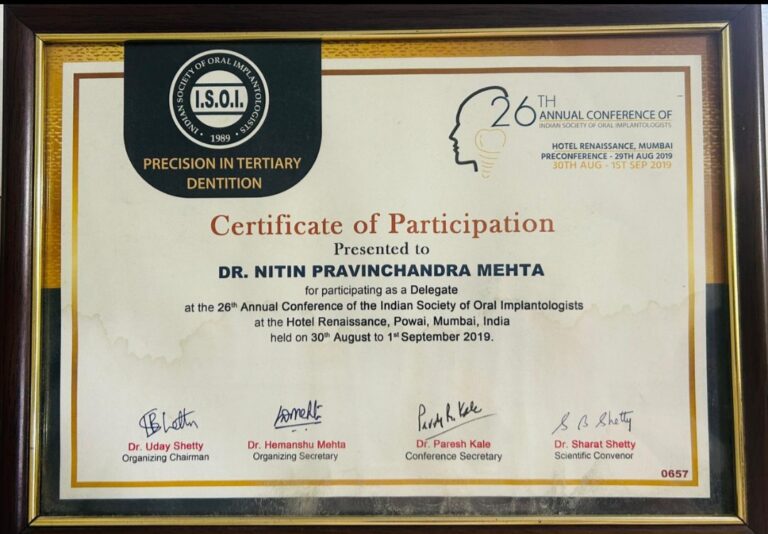 INDIAN SOCIETY OF ORAL IMPLANTOLOGISTS
I.S.O.I.
1989
PRECISION IN TERTIARY
DENTITION
26TH
ANNUAL CONFERENCE OF
INDIAN SOCIETY OF ORAL IMPLANTOLOGISTS
HOTEL RENAISSANCE, MUMBAI
PRECONFERENCE - 29TH AUG 2019
30TH AUG - 1ST SEP 2019
Certificate of Participation
Presented to
DR. NITIN PRAVINCHANDRA MEHTA
for participating as a Delegate
at the 26th Annual Conference of the Indian Society of Oral Implantologists
at the Hotel Renaissance, Powai, Mumbai, India
held on 30th August to 1st September 2019.
S B Shetty
Dr. Uday Shetty
Organizing Chairman
Dr. Hemanshu Mehta
Organizing Secretary
Dr. Paresh Kale
Conference Secretary
Dr. Sharat Shetty
Scientific Convenor
0657